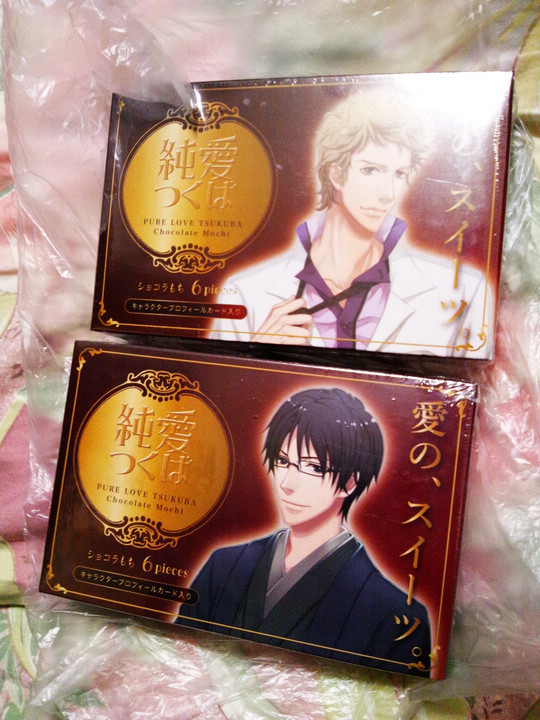 純愛
つくば
PURE LOVE TSUKUBA
Chocolate Mochi
ショコラもち 6 pieces
キャラクタープロフィールカード入り
の、スイーツ。
純愛
つくば
PURE LOVE TSUKUBA
Chocolate Mochi
ショコラもち 6 pieces
キャラクタープロフィールカード入り
愛の、スイーツ。